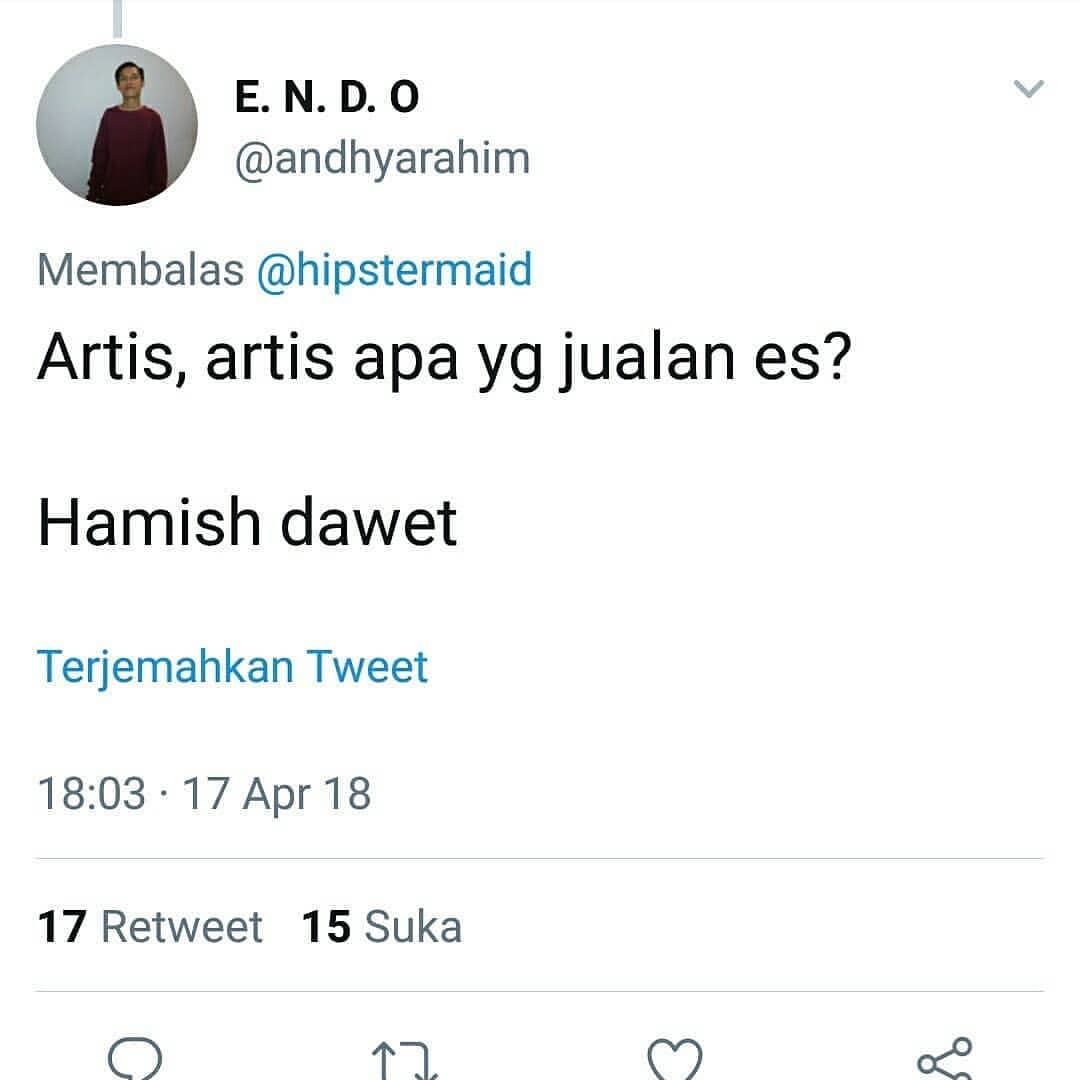 E. N. D. O
@andhyarahim
Membalas @hipstermaid
Artis, artis apa yg jualan es?
Hamish dawet
Terjemahkan Tweet
18:03 · 17 Apr 18
17 Retweet 15 Suka